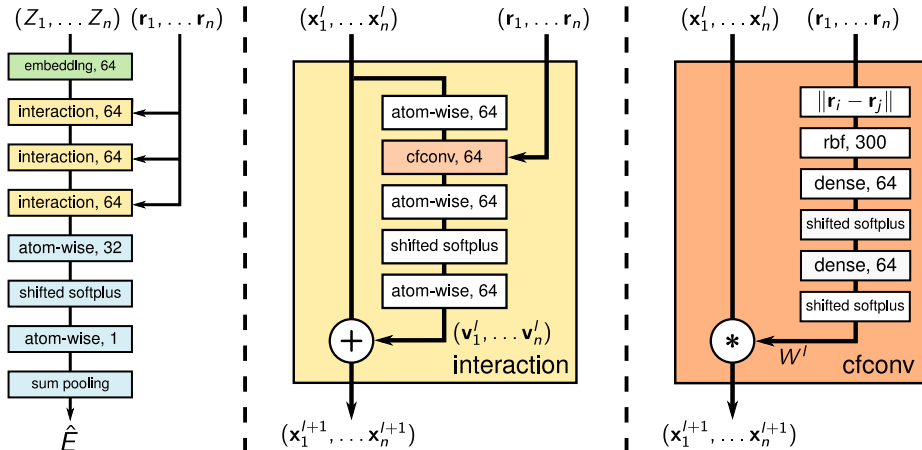 (Z₁, ... Zₙ) (r₁, ... rₙ)
embedding, 64
interaction, 64
interaction, 64
interaction, 64
atom-wise, 32
shifted softplus
atom-wise, 1
sum pooling
Ê
(x₁ˡ, ... xₙˡ) (r₁, ... rₙ)
atom-wise, 64
cfconv, 64
atom-wise, 64
shifted softplus
atom-wise, 64
+
(v₁ˡ, ... vₙˡ)
interaction
(x₁ˡ⁺¹, ... xₙˡ⁺¹)
(x₁ˡ, ... xₙˡ) (r₁, ... rₙ)
‖rᵢ − rⱼ‖
rbf, 300
dense, 64
shifted softplus
dense, 64
shifted softplus
*
Wˡ
cfconv
(x₁ˡ⁺¹, ... xₙˡ⁺¹)